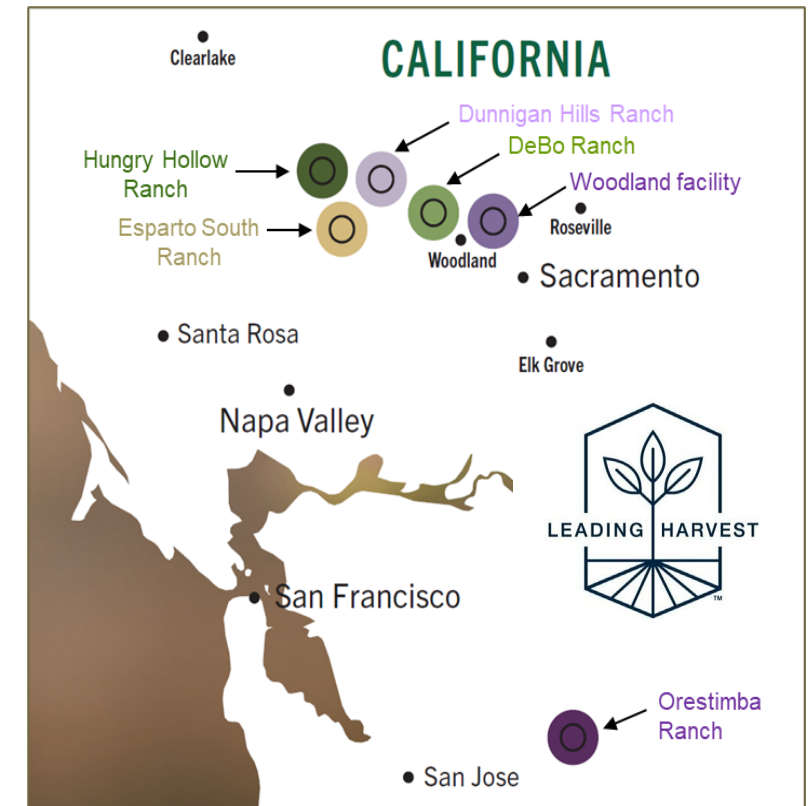 CALIFORNIA
Clearlake
Dunnigan Hills Ranch
DeBo Ranch
Hungry Hollow
Ranch
Woodland facility
Esparto South
Ranch
Roseville
Woodland
Sacramento
Santa Rosa
Elk Grove
Napa Valley
LEADING HARVEST
TM
San Francisco
Orestimba
Ranch
San Jose